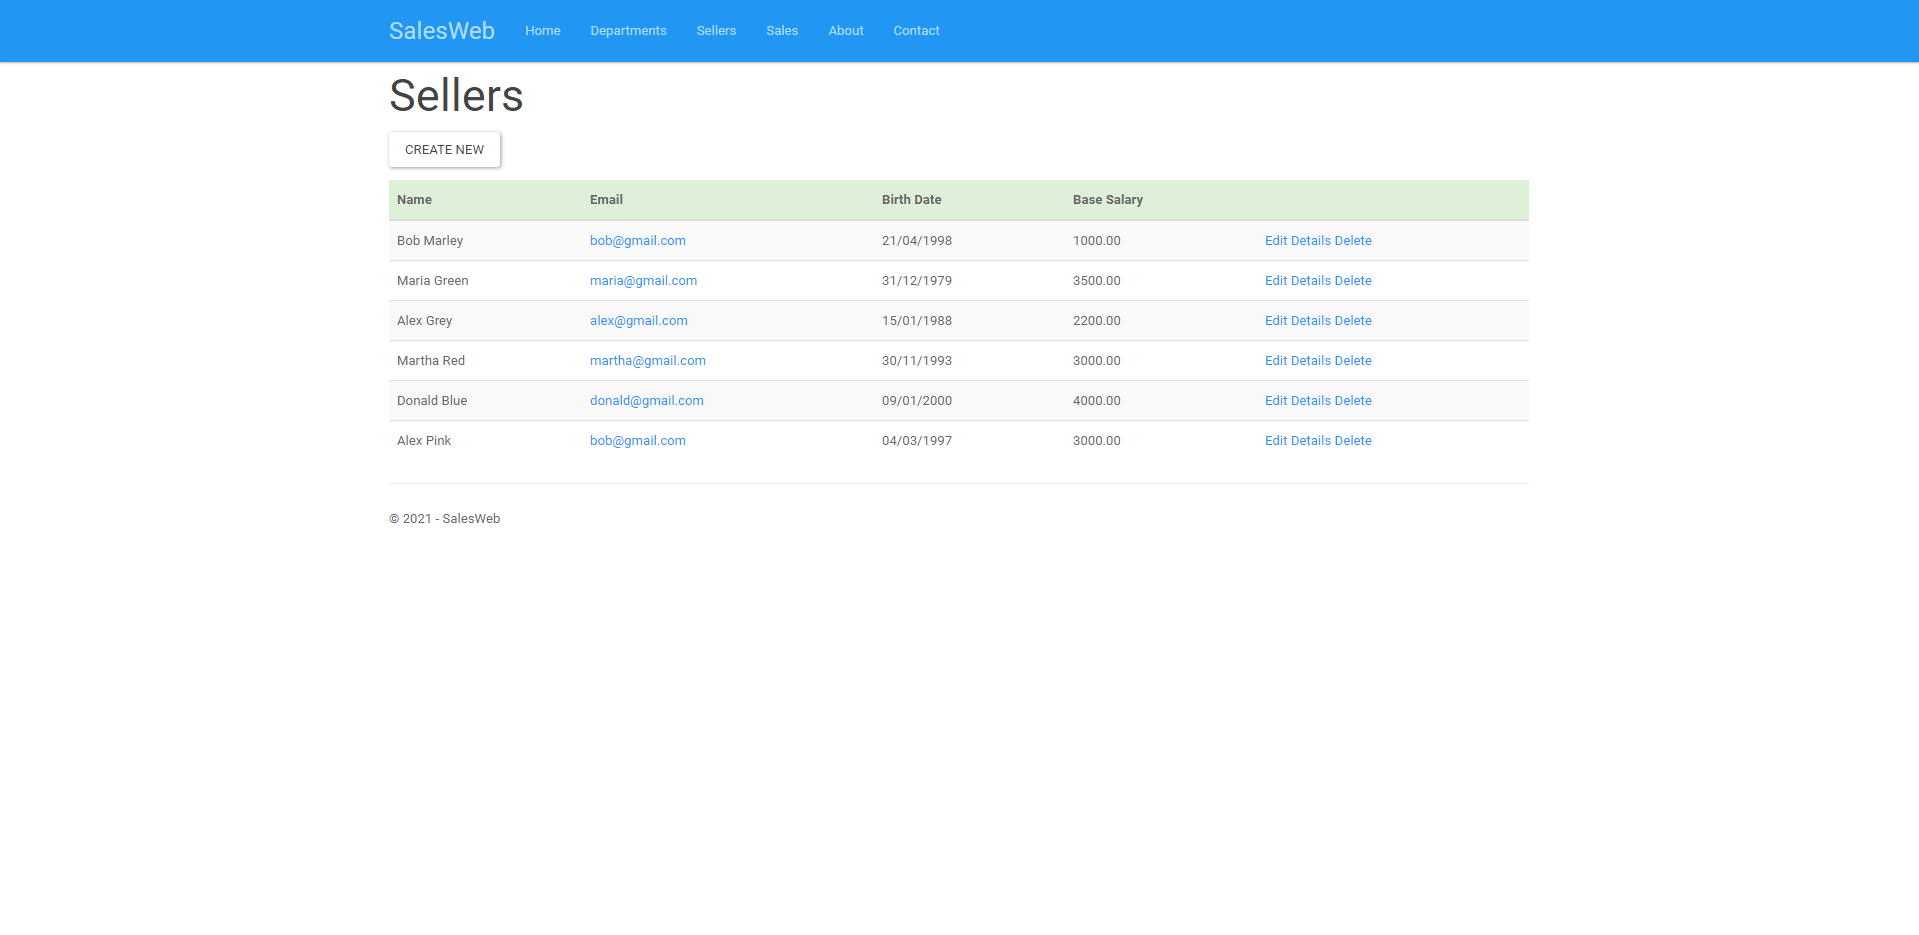 SalesWeb Home Departments Sellers Sales About Contact
Sellers
CREATE NEW
Name Email Birth Date Base Salary
Bob Marley bob@gmail.com 21/04/1998 1000.00 Edit Details Delete
Maria Green maria@gmail.com 31/12/1979 3500.00 Edit Details Delete
Alex Grey alex@gmail.com 15/01/1988 2200.00 Edit Details Delete
Martha Red martha@gmail.com 30/11/1993 3000.00 Edit Details Delete
Donald Blue donald@gmail.com 09/01/2000 4000.00 Edit Details Delete
Alex Pink bob@gmail.com 04/03/1997 3000.00 Edit Details Delete
© 2021 - SalesWeb